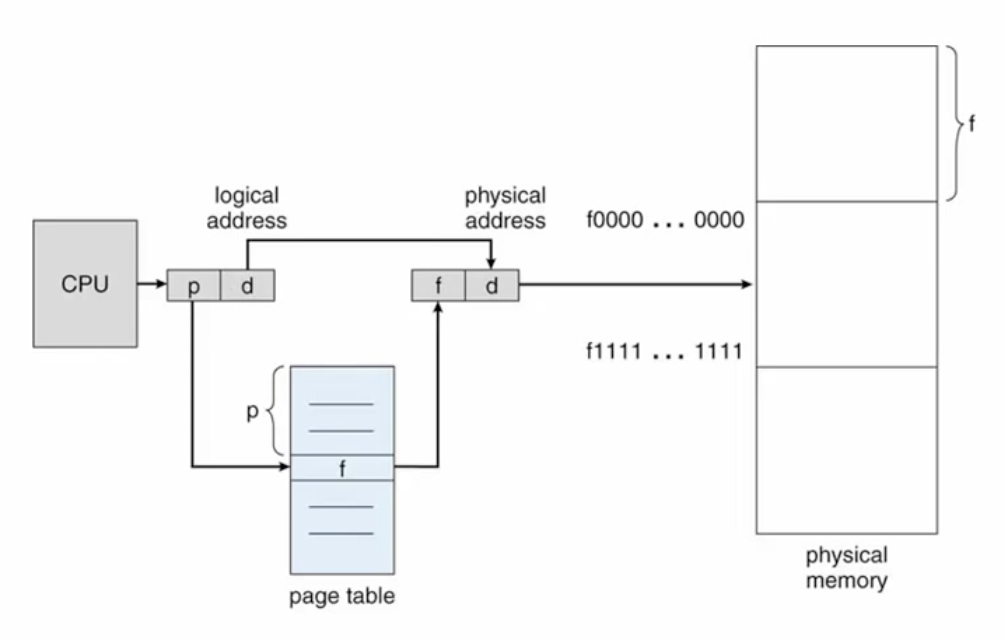 f
logical
address
physical
address
f0000 ... 0000
CPU
p d
f d
f1111 ... 1111
p
f
page table
physical
memory